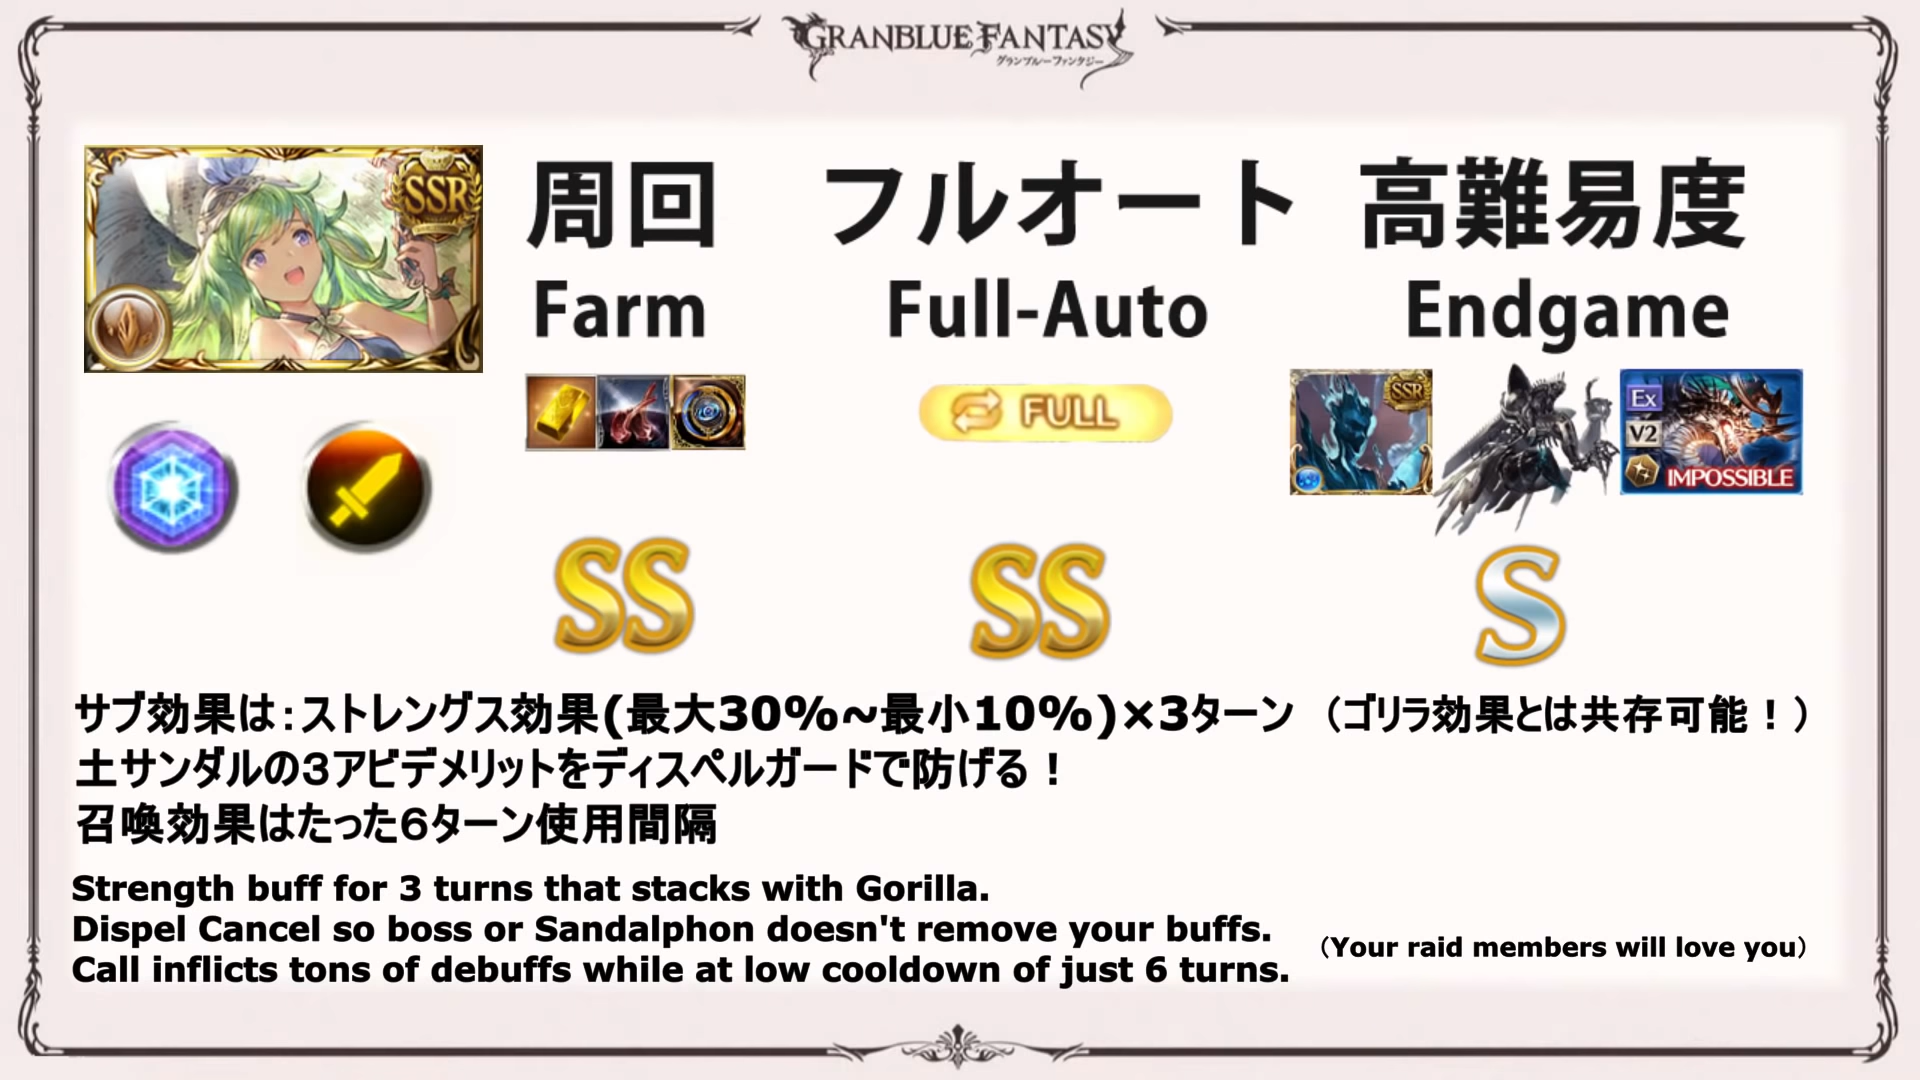 GRANBLUE FANTASY
グランブルーファンタジー
SSR
周回 フルオート 高難易度
Farm Full-Auto Endgame
FULL
SSR
Ex
V2
IMPOSSIBLE
SS SS S
サブ効果は：ストレングス効果(最大30%~最小10%)×3ターン （ゴリラ効果とは共存可能！）
土サンダルの３アビデメリットをディスペルガードで防げる！
召喚効果はたった６ターン使用間隔
Strength buff for 3 turns that stacks with Gorilla.
Dispel Cancel so boss or Sandalphon doesn't remove your buffs.
Call inflicts tons of debuffs while at low cooldown of just 6 turns.
（Your raid members will love you）